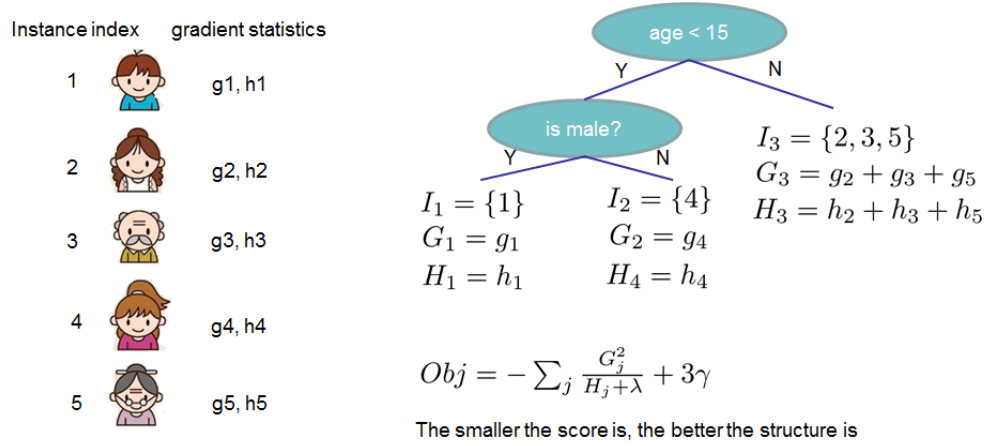 Instance index gradient statistics
1 g1, h1
2 g2, h2
3 g3, h3
4 g4, h4
5 g5, h5
age < 15
Y N
is male?
Y N
I₁ = {1}
G₁ = g₁
H₁ = h₁
I₂ = {4}
G₂ = g₄
H₄ = h₄
I₃ = {2, 3, 5}
G₃ = g₂ + g₃ + g₅
H₃ = h₂ + h₃ + h₅
Obj = − ∑ⱼ Gⱼ² / (Hⱼ+λ) + 3γ
The smaller the score is, the better the structure is